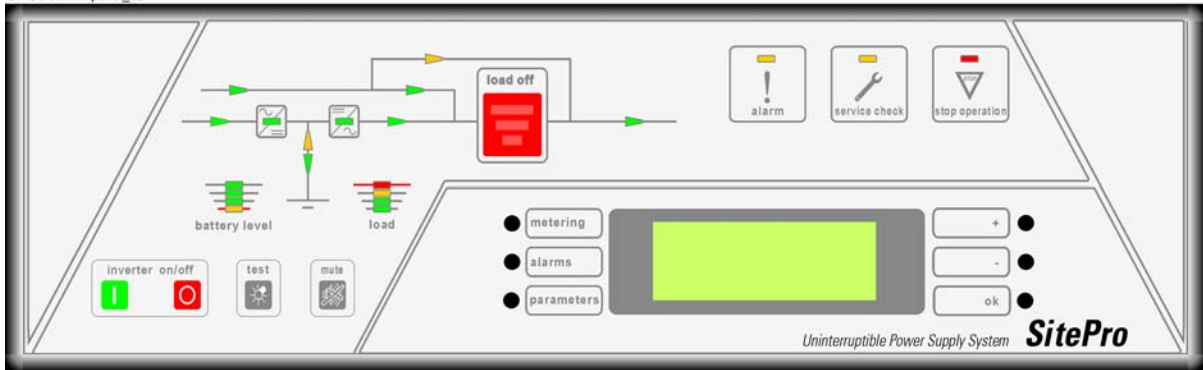 load off
alarm
service check
STOP
stop operation
battery level
load
metering
+
alarms
-
parameters
ok
inverter on/off
test
mute
I
O
Uninterruptible Power Supply System
SitePro